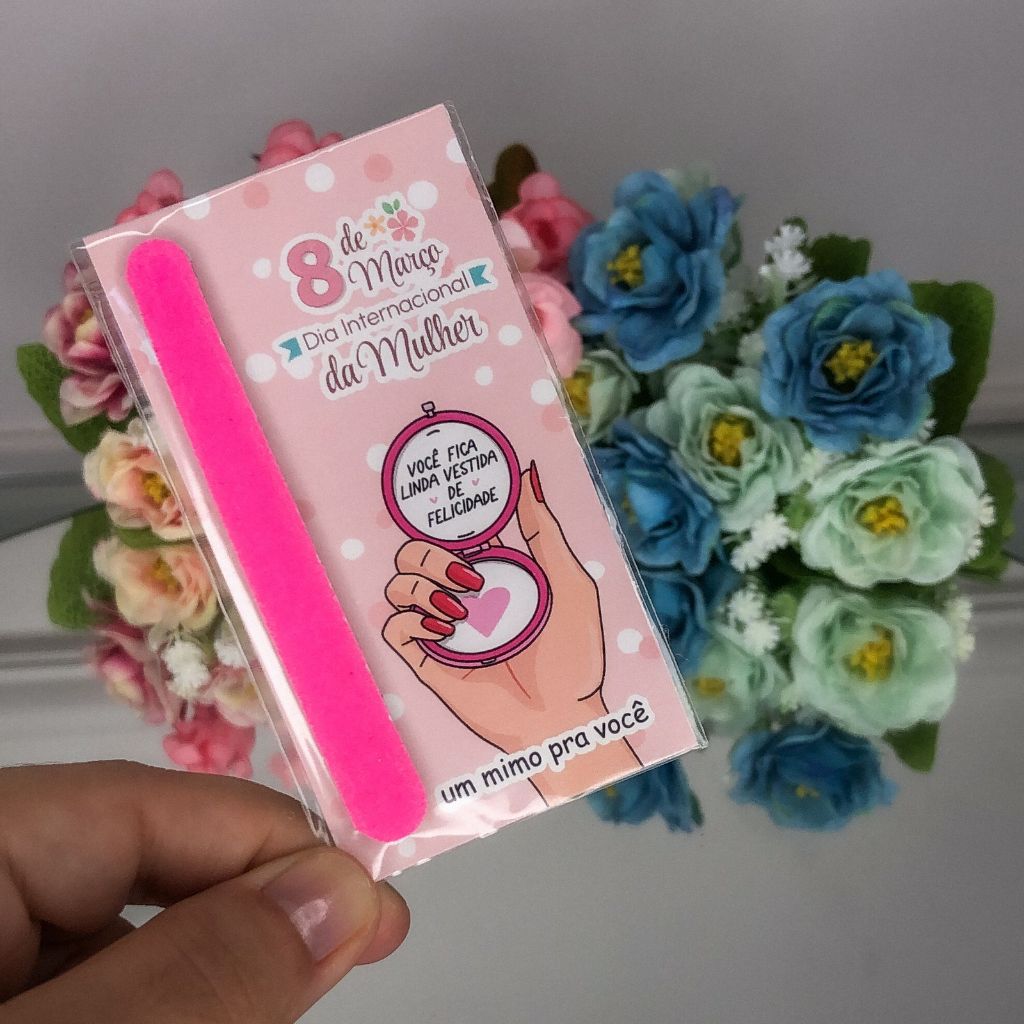 8 de Março
Dia Internacional
da Mulher
VOCÊ FICA
LINDA VESTIDA
DE
FELICIDADE
um mimo pra você